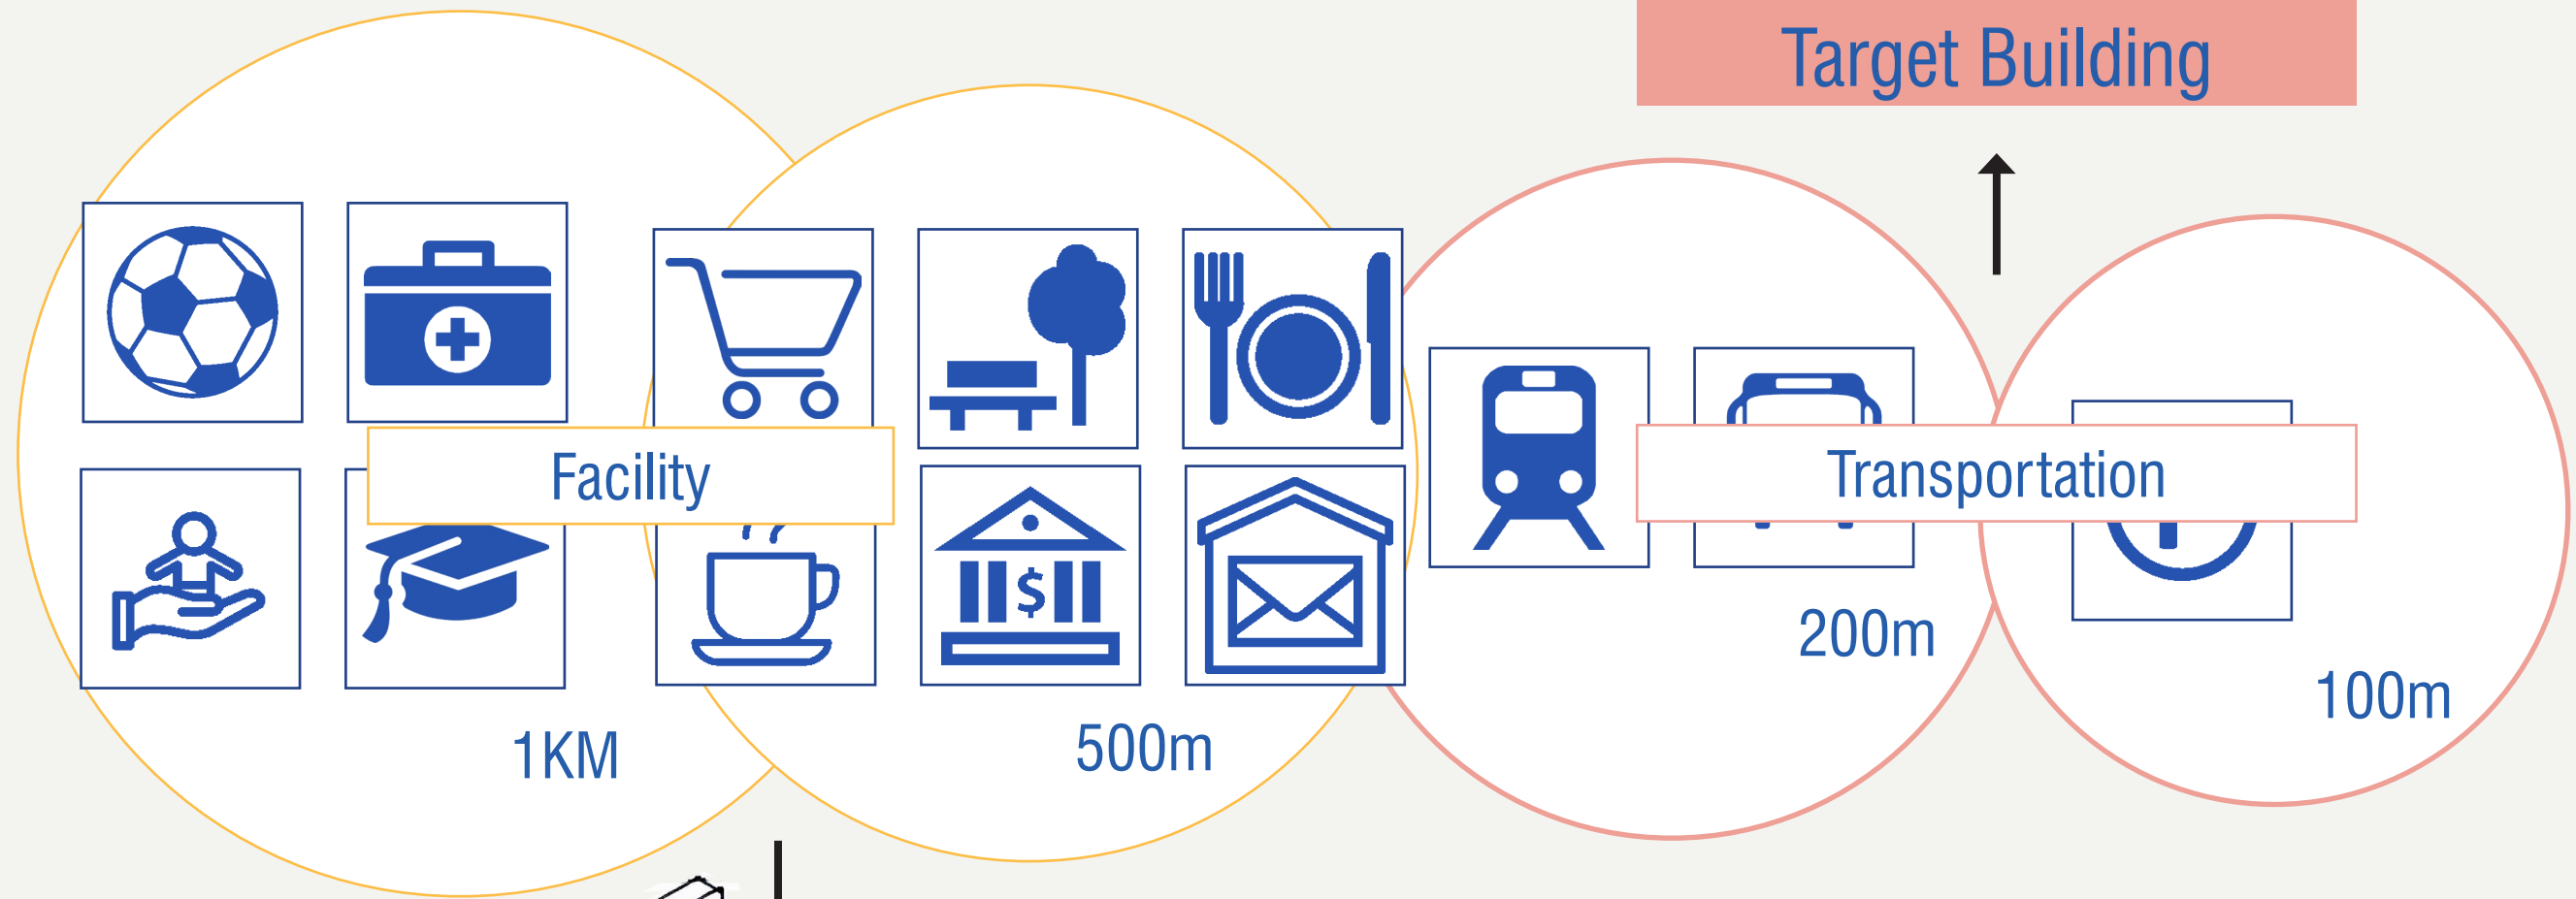 Target Building
Facility
Transportation
$
200m
100m
1KM
500m